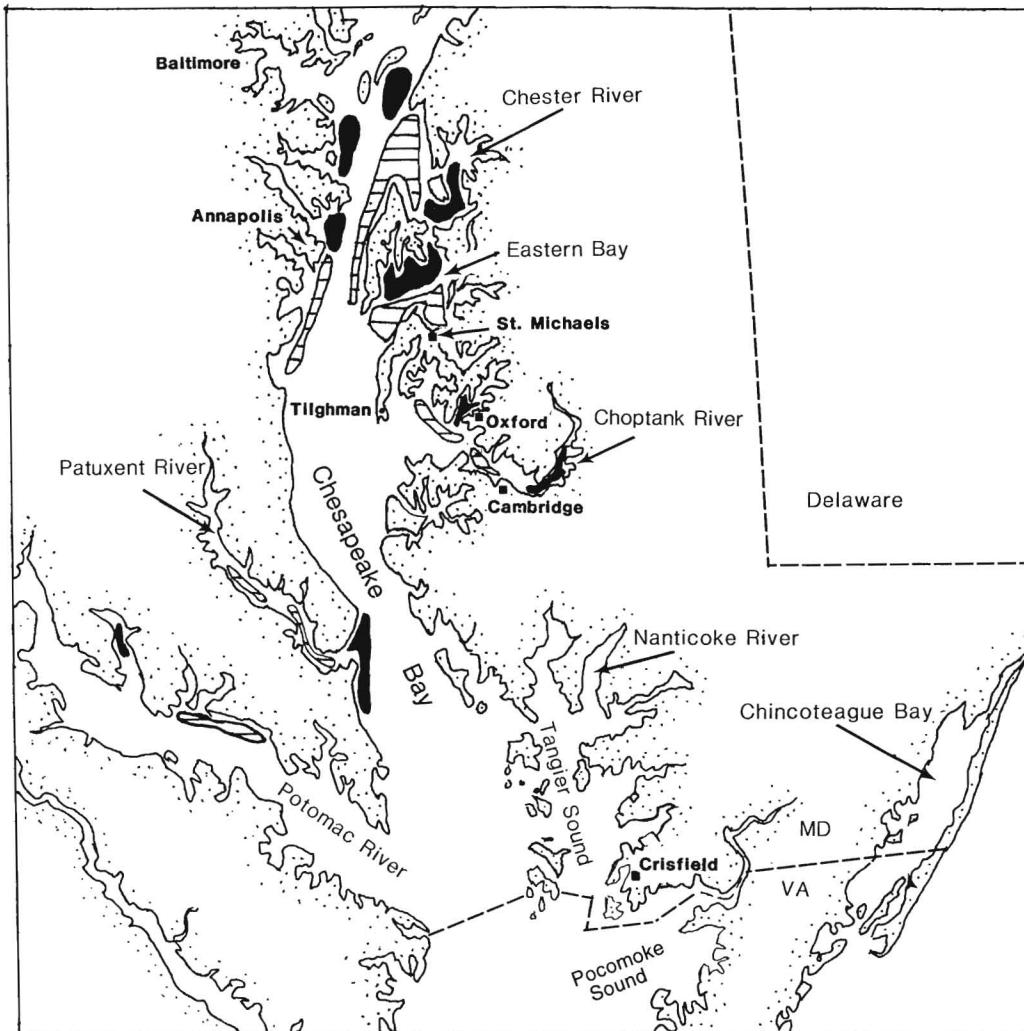 Baltimore
Chester River
Annapolis
Eastern Bay
St. Michaels
Tilghman
Oxford
Choptank River
Patuxent River
Chesapeake
Bay
Cambridge
Delaware
Nanticoke River
Chincoteague Bay
Tangier Sound
Potomac River
MD
VA
Crisfield
Pocomoke
Sound